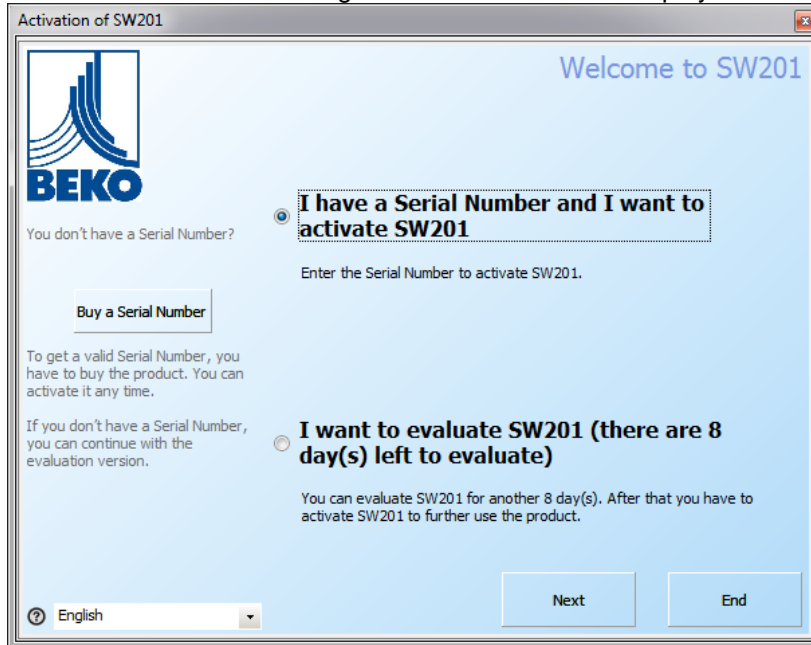 Activation of SW201
Welcome to SW201
BEKO
You don't have a Serial Number?
Buy a Serial Number
To get a valid Serial Number, you
have to buy the product. You can
activate it any time.
If you don't have a Serial Number,
you can continue with the
evaluation version.
I have a Serial Number and I want to
activate SW201
Enter the Serial Number to activate SW201.
I want to evaluate SW201 (there are 8
day(s) left to evaluate)
You can evaluate SW201 for another 8 day(s). After that you have to
activate SW201 to further use the product.
English
Next
End